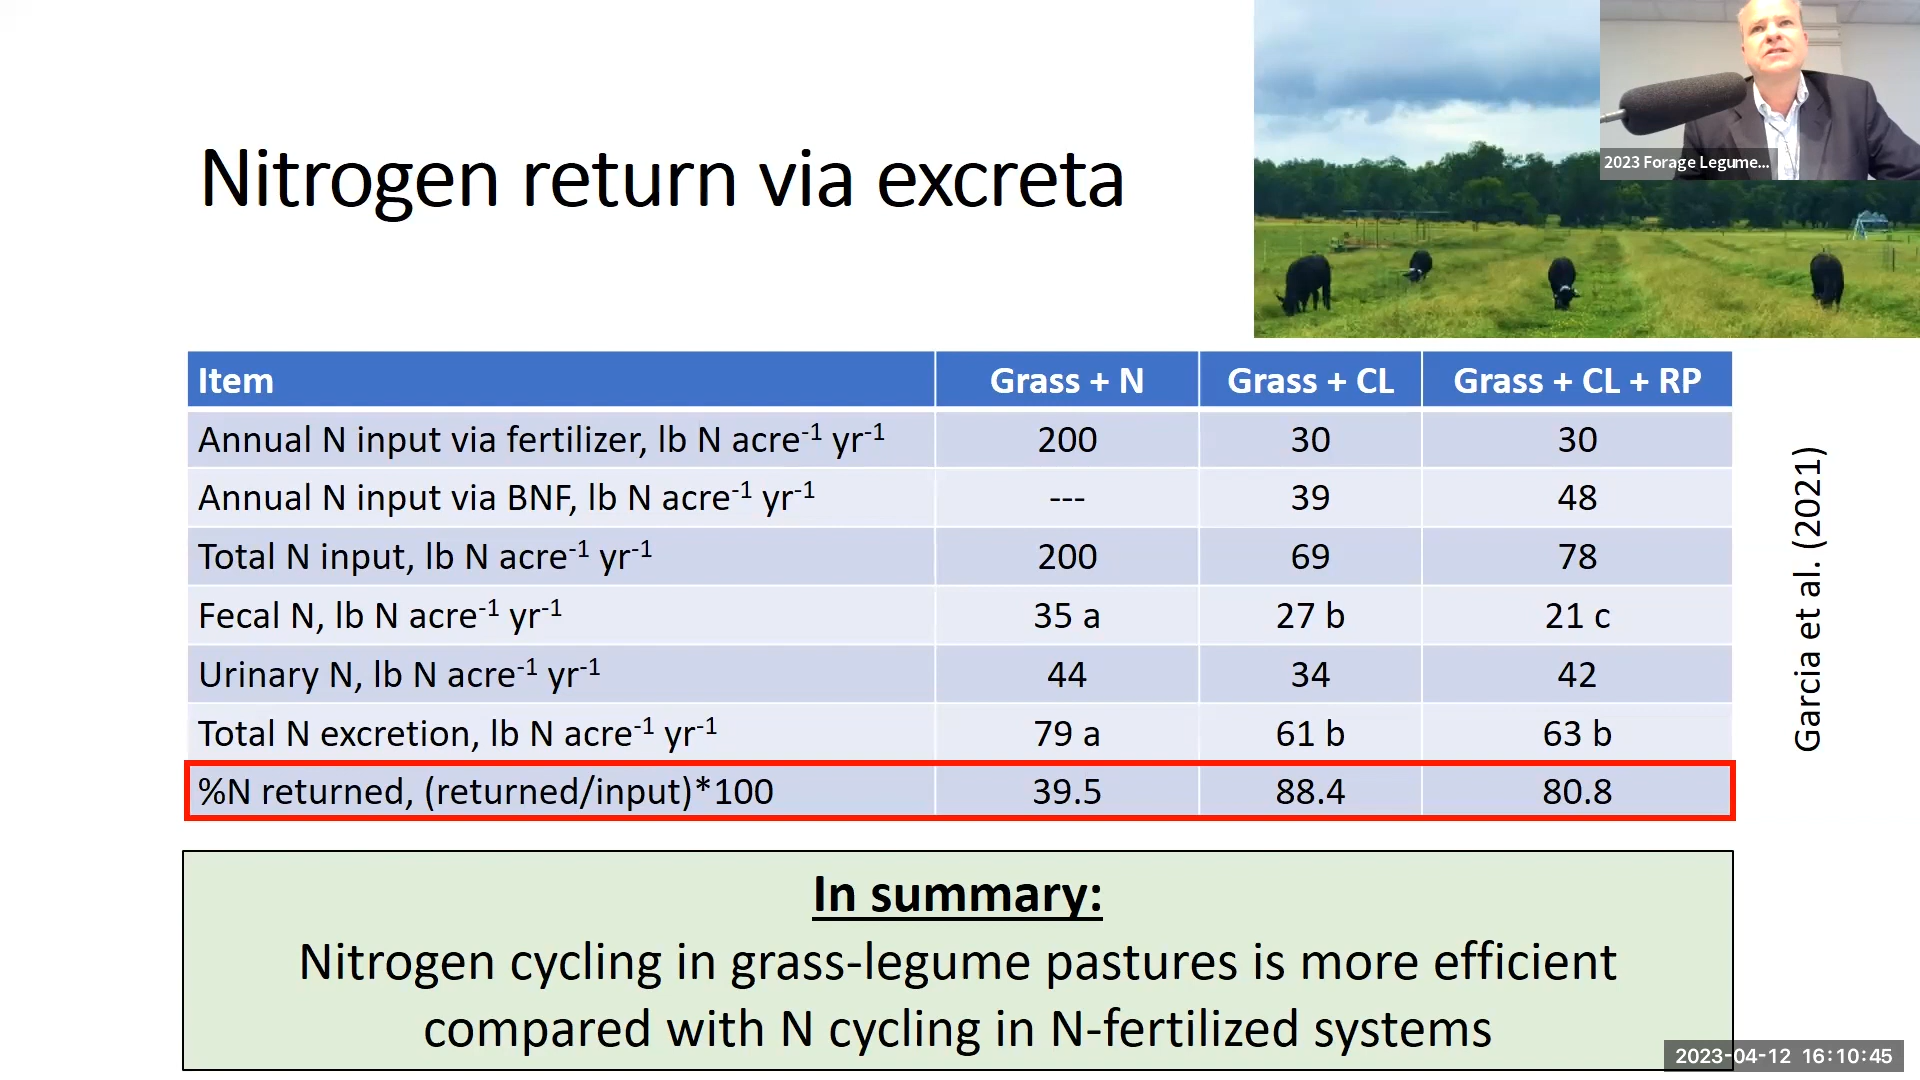 Nitrogen return via excreta
2023 Forage Legume...
Item Grass + N Grass + CL Grass + CL + RP
Annual N input via fertilizer, lb N acre⁻¹ yr⁻¹ 200 30 30
Annual N input via BNF, lb N acre⁻¹ yr⁻¹ --- 39 48
Total N input, lb N acre⁻¹ yr⁻¹ 200 69 78
Fecal N, lb N acre⁻¹ yr⁻¹ 35 a 27 b 21 c
Urinary N, lb N acre⁻¹ yr⁻¹ 44 34 42
Total N excretion, lb N acre⁻¹ yr⁻¹ 79 a 61 b 63 b
%N returned, (returned/input)*100 39.5 88.4 80.8
Garcia et al. (2021)
In summary:
Nitrogen cycling in grass-legume pastures is more efficient
compared with N cycling in N-fertilized systems
2023-04-12 16:10:45